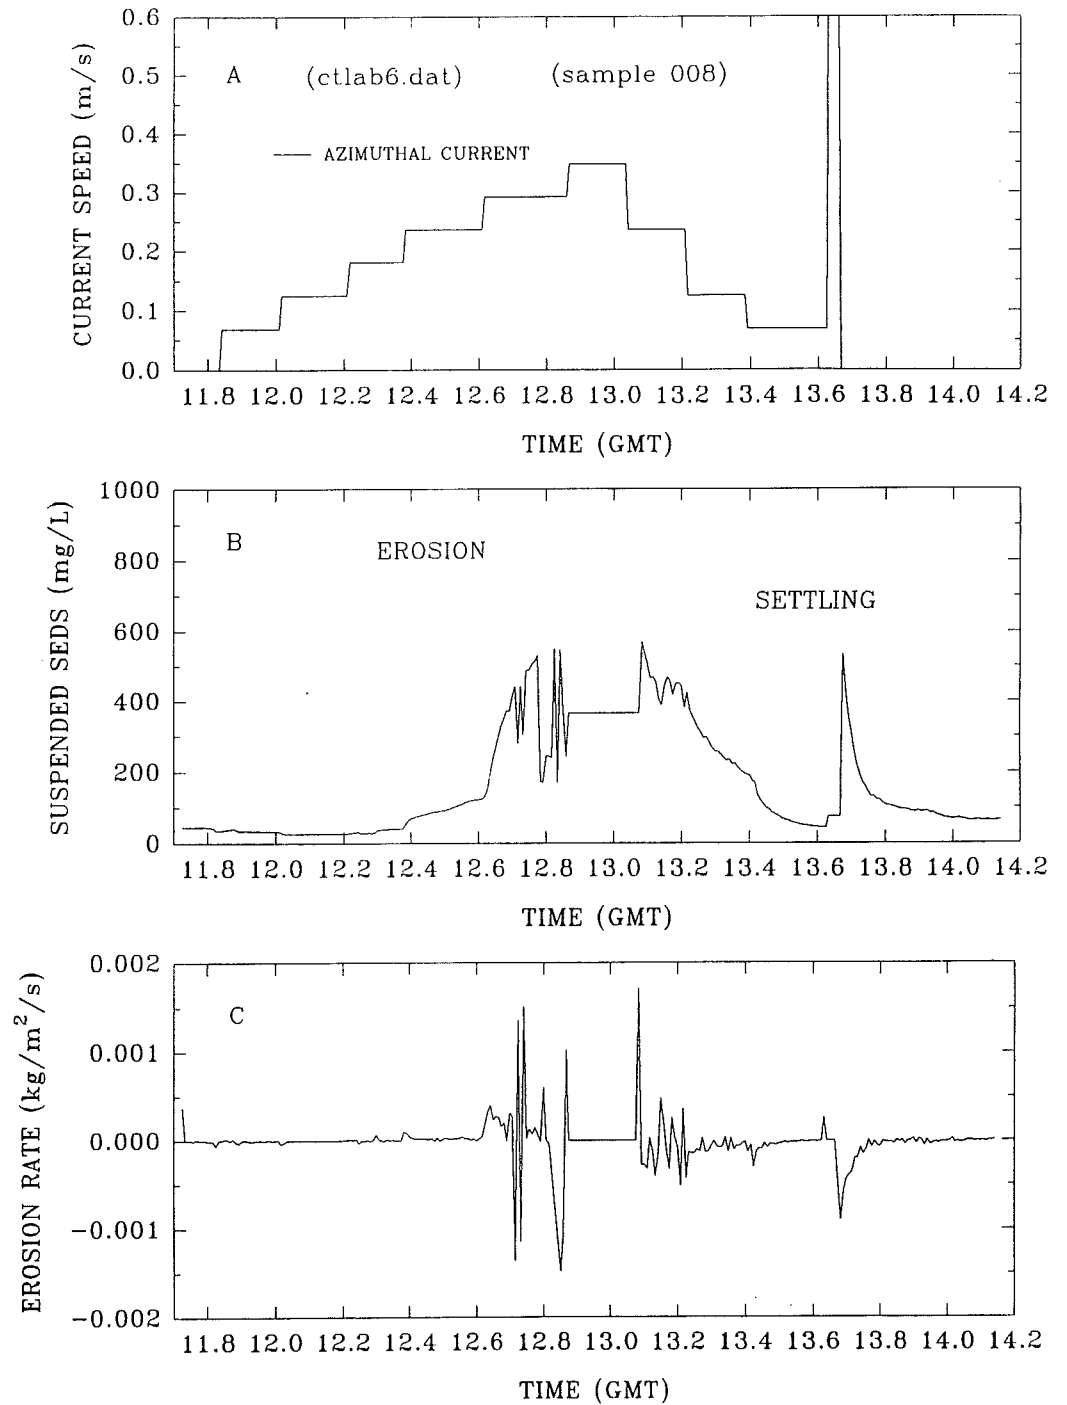 0.6
0.5
0.4
0.3
0.2
0.1
0.0
CURRENT SPEED (m/s)
A (ctlab6.dat) (sample 008)
AZIMUTHAL CURRENT
11.8 12.0 12.2 12.4 12.6 12.8 13.0 13.2 13.4 13.6 13.8 14.0 14.2
TIME (GMT)
1000
800
600
400
200
0
SUSPENDED SEDS (mg/L)
B
EROSION
SETTLING
11.8 12.0 12.2 12.4 12.6 12.8 13.0 13.2 13.4 13.6 13.8 14.0 14.2
TIME (GMT)
0.002
0.001
0.000
−0.001
−0.002
EROSION RATE (kg/m²/s)
C
11.8 12.0 12.2 12.4 12.6 12.8 13.0 13.2 13.4 13.6 13.8 14.0 14.2
TIME (GMT)